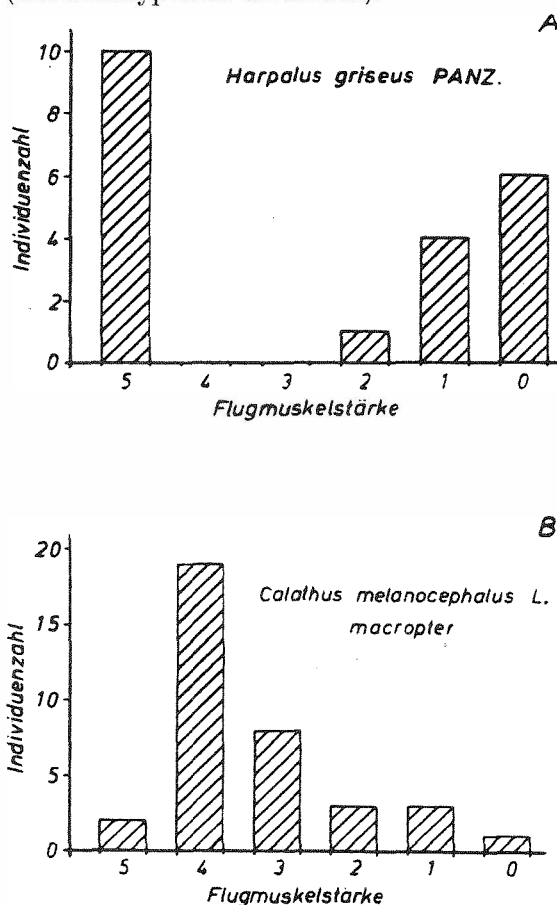 A
Harpalus griseus PANZ.
Individuenzahl
10
8
6
4
2
0
5 4 3 2 1 0
Flugmuskelstärke
B
Calathus melanocephalus L.
macropter
Individuenzahl
20
15
10
5
0
5 4 3 2 1 0
Flugmuskelstärke